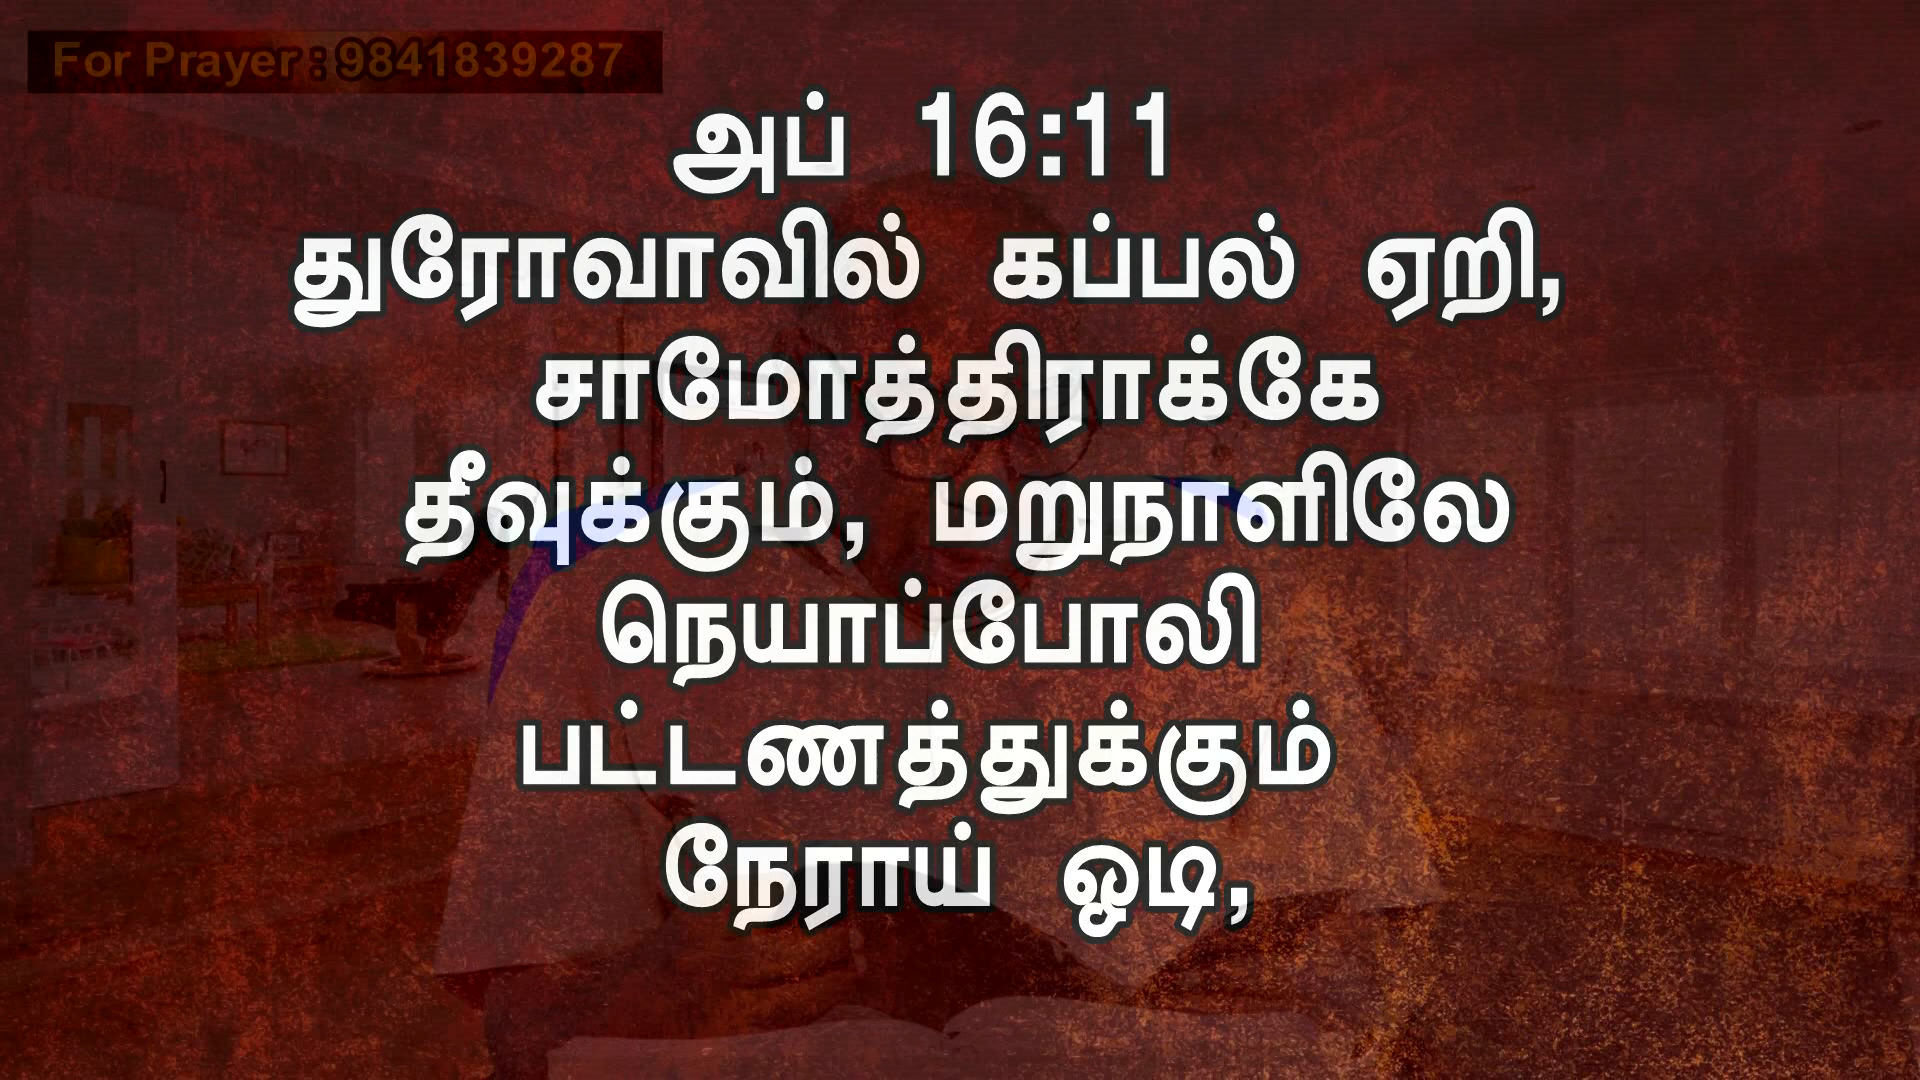 For Prayer : 9841839287
அப் 16:11
துரோவாவில் கப்பல் ஏறி,
சாமோத்திராக்கே
தீவுக்கும், மறுநாளிலே
நெயாப்போலி
பட்டணத்துக்கும்
நேராய் ஓடி,